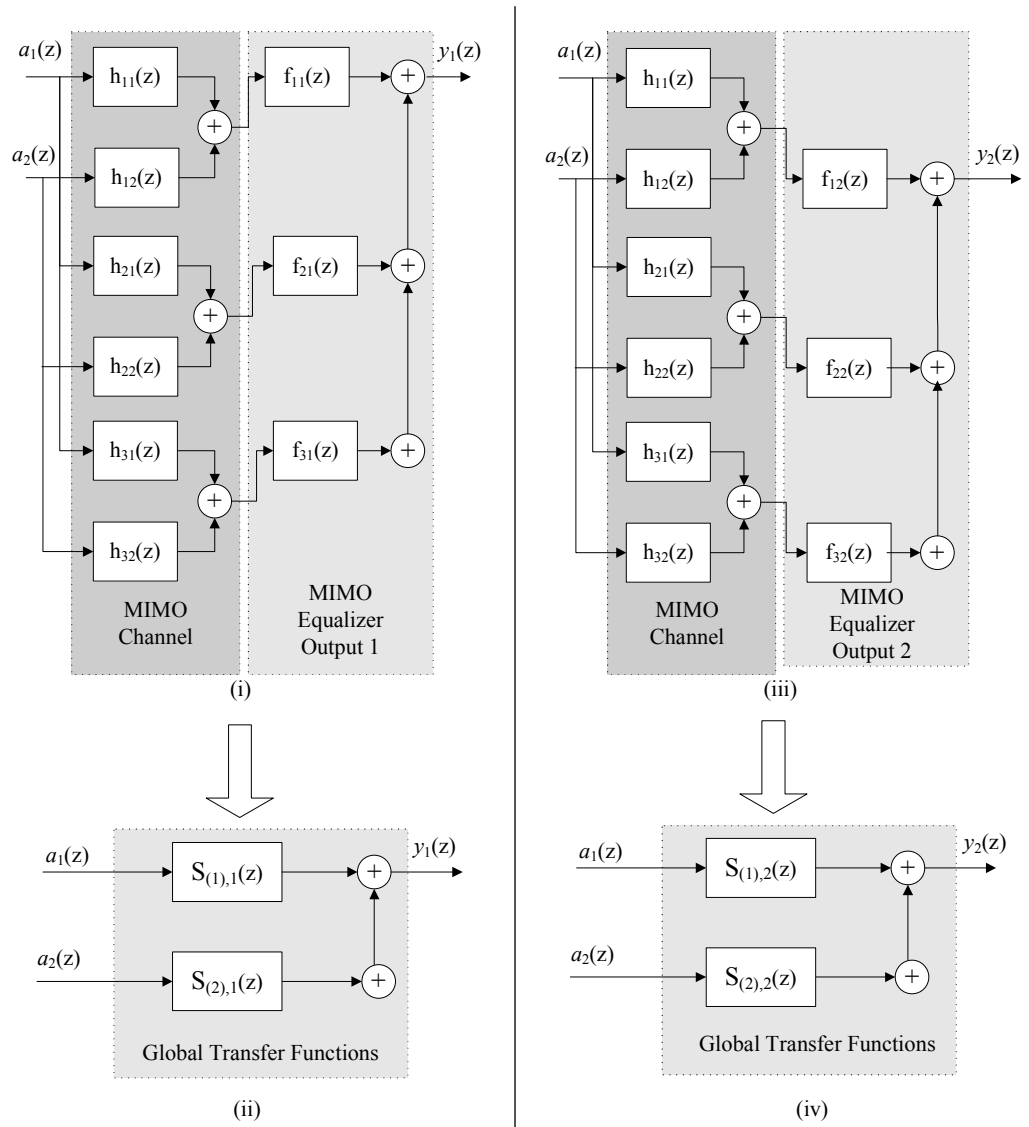 a1(z)
h11(z)
f11(z)
+
y1(z)
+
a2(z)
h12(z)
h21(z)
f21(z)
+
+
h22(z)
h31(z)
f31(z)
+
+
h32(z)
MIMO
Channel
MIMO
Equalizer
Output 1
(i)
a1(z)
S(1),1(z)
+
y1(z)
a2(z)
S(2),1(z)
+
Global Transfer Functions
(ii)
a1(z)
h11(z)
+
a2(z)
h12(z)
f12(z)
+
y2(z)
h21(z)
+
h22(z)
f22(z)
+
h31(z)
+
h32(z)
f32(z)
+
MIMO
Channel
MIMO
Equalizer
Output 2
(iii)
a1(z)
S(1),2(z)
+
y2(z)
a2(z)
S(2),2(z)
+
Global Transfer Functions
(iv)